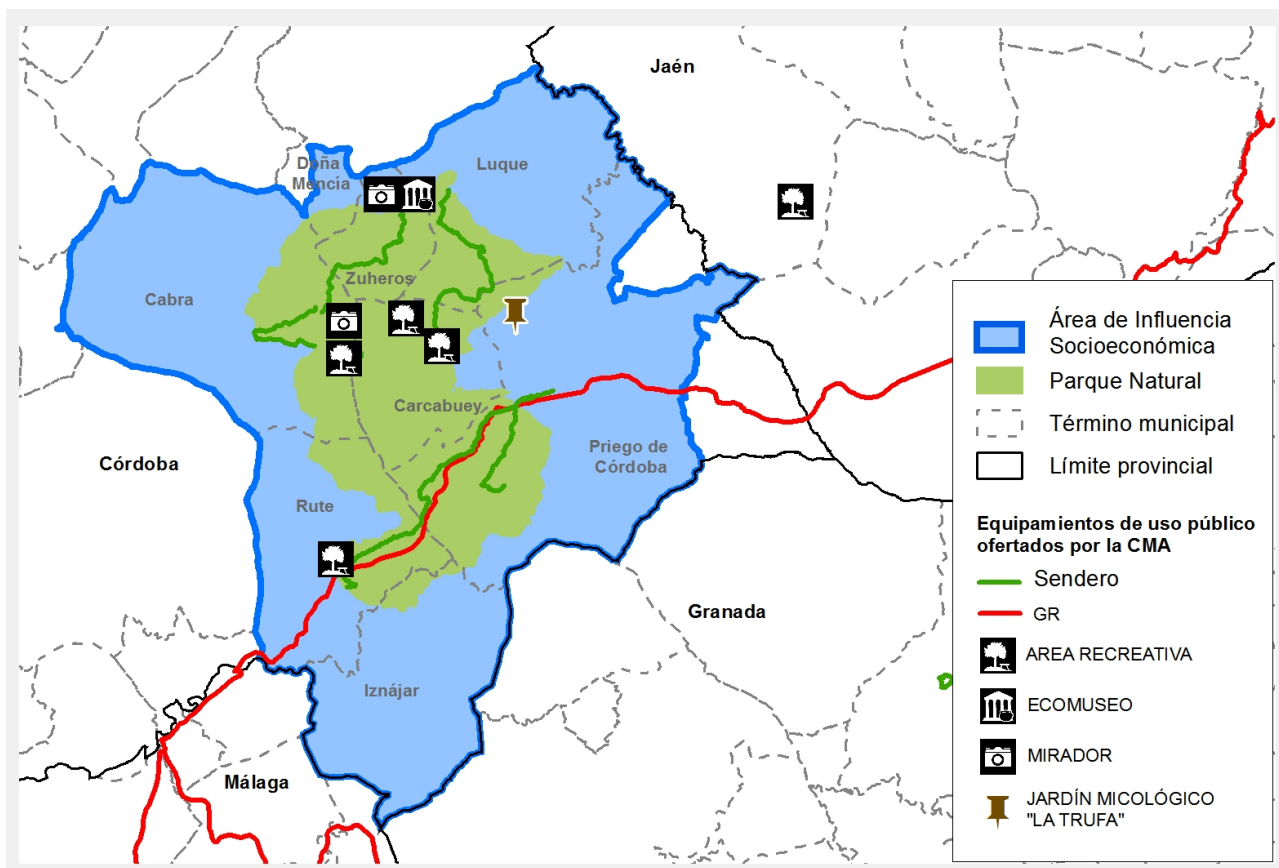 Jaén
Doña
Mencía
Luque
Zuheros
Cabra
Carcabuey
Priego de
Córdoba
Córdoba
Rute
Granada
Iznájar
Málaga
Área de Influencia
Socioeconómica
Parque Natural
Término municipal
Límite provincial
Equipamientos de uso público
ofertados por la CMA
Sendero
GR
AREA RECREATIVA
ECOMUSEO
MIRADOR
JARDÍN MICOLÓGICO
"LA TRUFA"